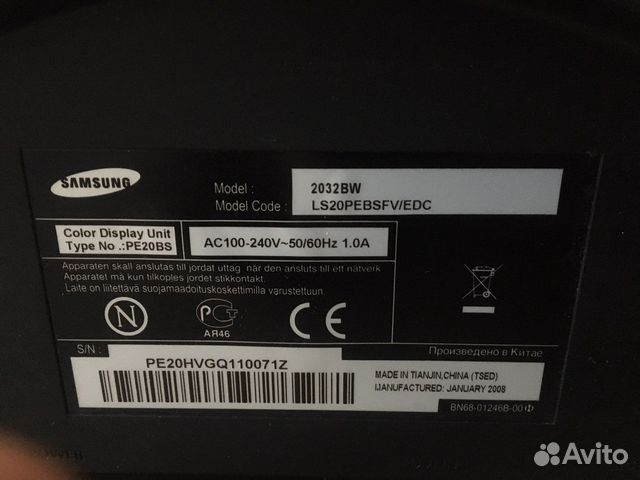 SAMSUNG
Model :
2032BW
Model Code :
LS20PEBSFV/EDC
Color Display Unit
Type No .:PE20BS
AC100-240V~50/60Hz 1.0A
Apparaten skall anslutas till jordat uttag när den ansluts till ett nätverk
Apparatet må kun tilkoples jordet stikkontakt.
Laite on liitettävä suojamaadoituskoskettimilla varustettuun.
N
РСТ
АЯ46
CE
S/N :
PE20HVGQ110071Z
Произведено в Китае
MADE IN TIANJIN,CHINA (TSED)
MANUFACTURED: JANUARY 2008
BN68-01246B-00
POWER
Avito